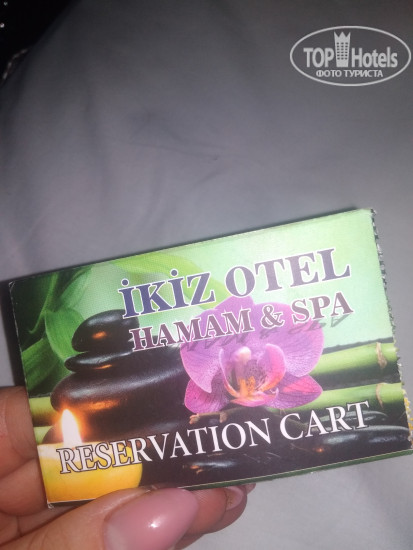 TOP Hotels
ФОТО ТУРИСТА
İKİZ OTEL
HAMAM & SPA
RESERVATION CART